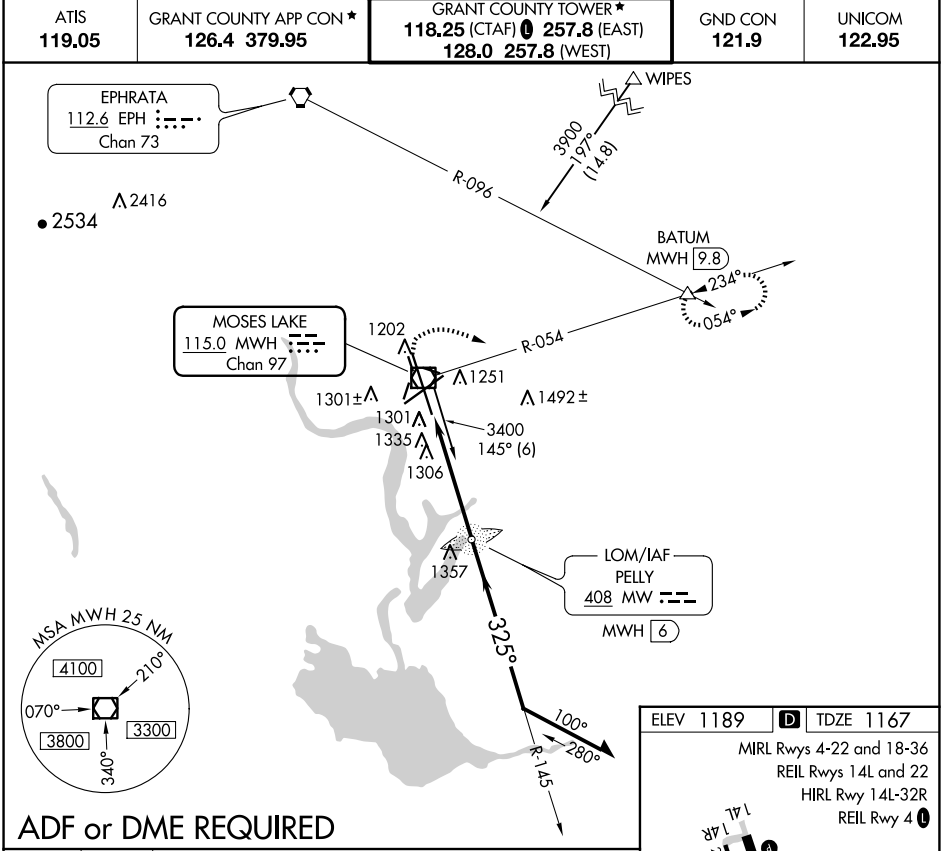 ATIS
119.05
GRANT COUNTY APP CON ★
126.4 379.95
GRANT COUNTY TOWER ★
118.25 (CTAF) L 257.8 (EAST)
128.0 257.8 (WEST)
GND CON
121.9
UNICOM
122.95
EPHRATA
112.6 EPH
Chan 73
WIPES
3900
197°
(14.8)
R-096
2416
2534
BATUM
MWH 9.8
234°
054°
MOSES LAKE
115.0 MWH
Chan 97
1202
R-054
1251
1301±
1492±
1301
1335
1306
3400
145° (6)
1357
LOM/IAF
PELLY
408 MW
MWH 6
325°
MSA MWH 25 NM
4100
210°
070°
3800
3300
340°
100°
280°
R-145
ADF or DME REQUIRED
ELEV 1189 D TDZE 1167
MIRL Rwys 4-22 and 18-36
REIL Rwys 14L and 22
HIRL Rwy 14L-32R
REIL Rwy 4 L
14L
14R